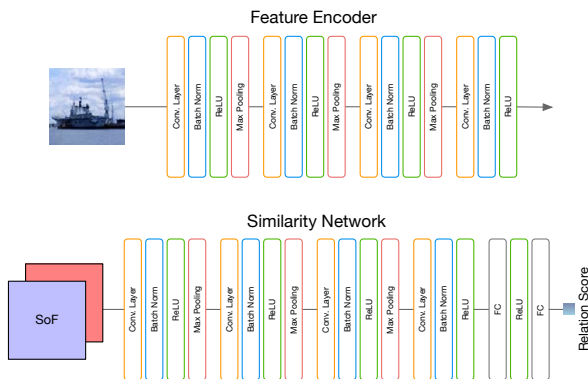 Feature Encoder
Conv. Layer
Batch Norm
ReLU
Max Pooling
Conv. Layer
Batch Norm
ReLU
Max Pooling
Conv. Layer
Batch Norm
ReLU
Max Pooling
Conv. Layer
Batch Norm
ReLU
Similarity Network
SoF
Conv. Layer
Batch Norm
ReLU
Max Pooling
Conv. Layer
Batch Norm
ReLU
Max Pooling
Conv. Layer
Batch Norm
ReLU
Max Pooling
Conv. Layer
Batch Norm
ReLU
FC
ReLU
FC
Relation Score